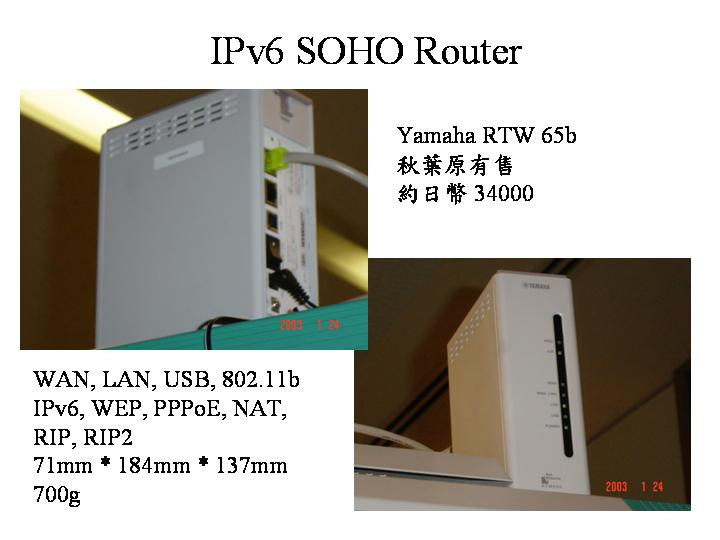 IPv6 SOHO Router
Yamaha RTW 65b
秋葉原有售
約日幣 34000
2003 1 24
YAMAHA
WAN, LAN, USB, 802.11b
IPv6, WEP, PPPoE, NAT,
RIP, RIP2
71mm * 184mm * 137mm
700g
2003 1 24